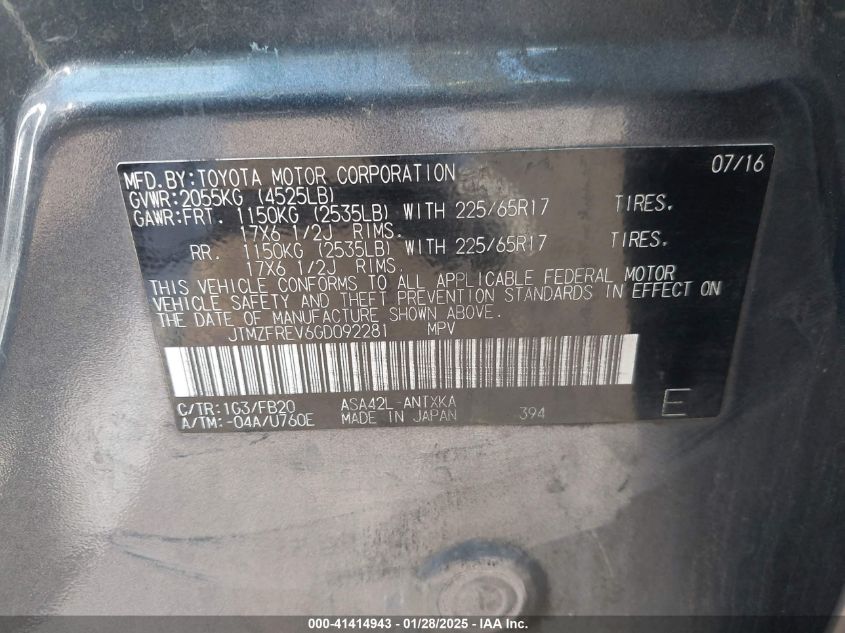 MFD.BY:TOYOTA MOTOR CORPORATION 07/16
GVWR:2055KG (4525LB)
GAWR:FRT. 1150KG (2535LB) WITH 225/65R17 TIRES.
17X6 1/2J RIMS.
RR. 1150KG (2535LB) WITH 225/65R17 TIRES.
17X6 1/2J RIMS.
THIS VEHICLE CONFORMS TO ALL APPLICABLE FEDERAL MOTOR
VEHICLE SAFETY AND THEFT PREVENTION STANDARDS IN EFFECT ON
THE DATE OF MANUFACTURE SHOWN ABOVE.
JTMZFREV6GD092281 MPV
C/TR:1G3/FB20 ASA42L-ANTXKA
A/TM:-04A/U760E MADE IN JAPAN 394 E
000-41414943 | 01/28/2025 | IAA Inc.